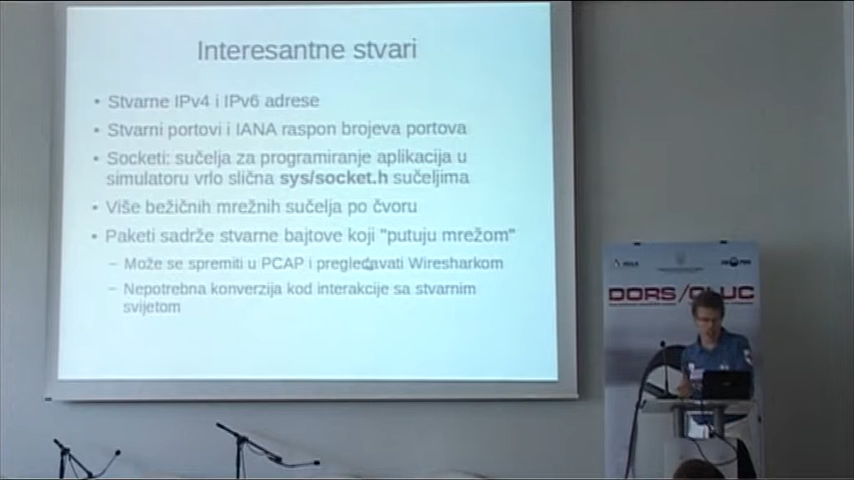 Interesantne stvari
• Stvarne IPv4 i IPv6 adrese
• Stvarni portovi i IANA raspon brojeva portova
• Socketi: sučelja za programiranje aplikacija u
simulatoru vrlo slična sys/socket.h sučeljima
• Više bežičnih mrežnih sučelja po čvoru
• Paketi sadrže stvarne bajtove koji "putuju mrežom"
– Može se spremiti u PCAP i pregledavati Wiresharkom
– Nepotrebna konverzija kod interakcije sa stvarnim
svijetom
DORS/CLUC